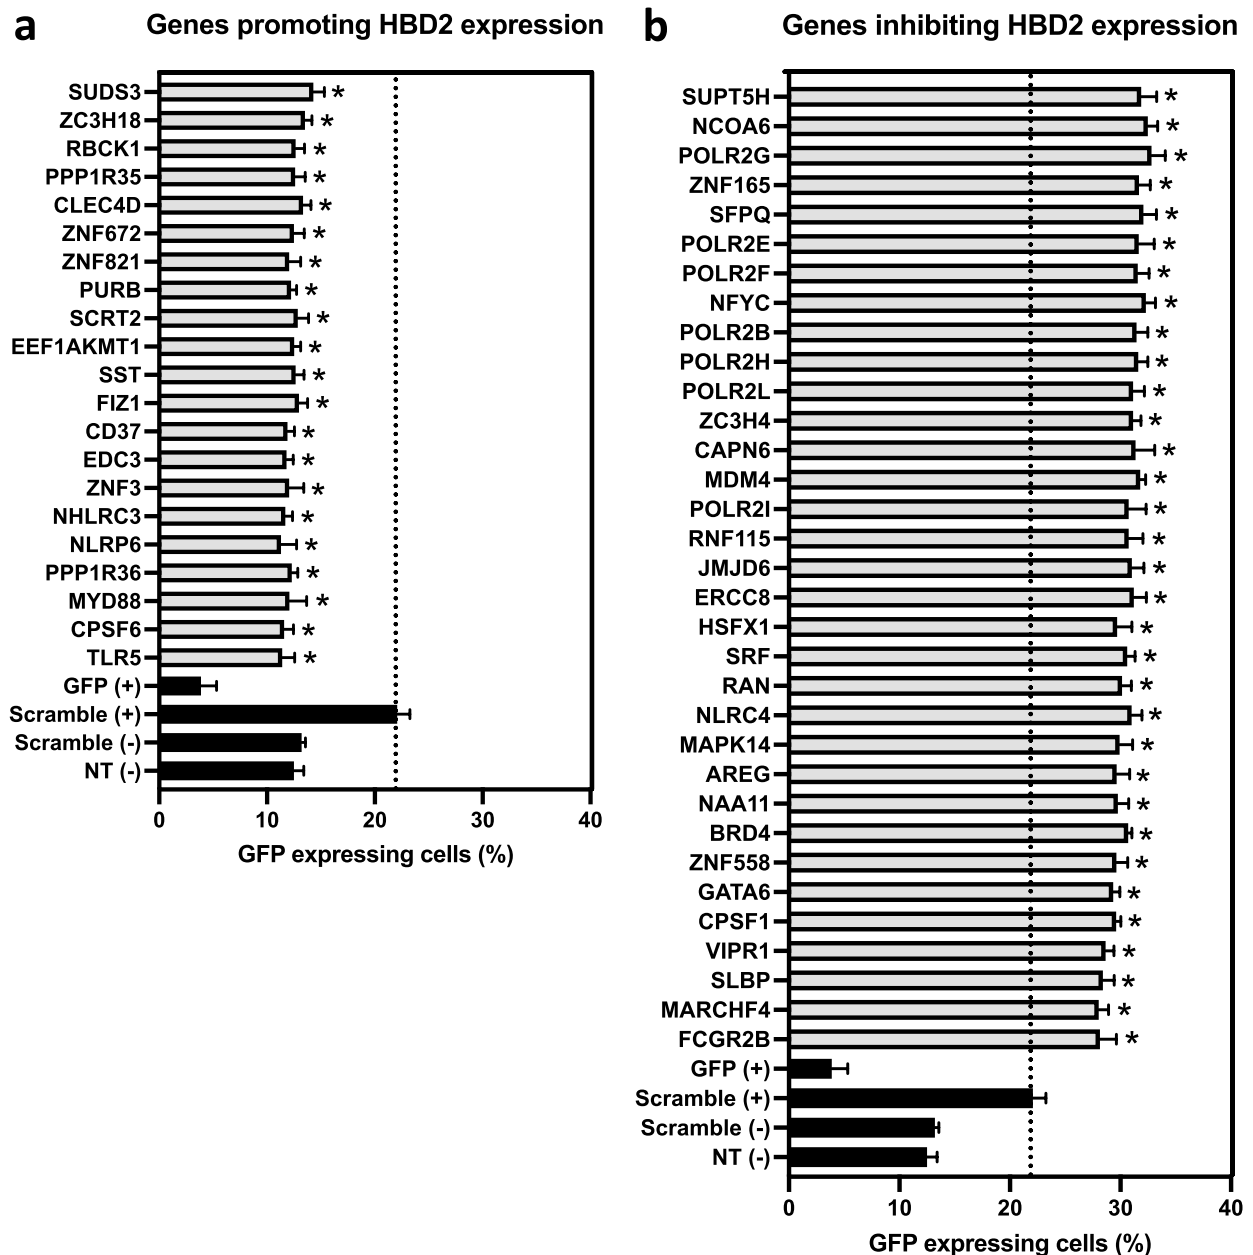 a
Genes promoting HBD2 expression
SUDS3 *
ZC3H18 *
RBCK1 *
PPP1R35 *
CLEC4D *
ZNF672 *
ZNF821 *
PURB *
SCRT2 *
EEF1AKMT1 *
SST *
FIZ1 *
CD37 *
EDC3 *
ZNF3 *
NHLRC3 *
NLRP6 *
PPP1R36 *
MYD88 *
CPSF6 *
TLR5 *
GFP (+)
Scramble (+)
Scramble (-)
NT (-)
0 10 20 30 40
GFP expressing cells (%)
b
Genes inhibiting HBD2 expression
SUPT5H *
NCOA6 *
POLR2G *
ZNF165 *
SFPQ *
POLR2E *
POLR2F *
NFYC *
POLR2B *
POLR2H *
POLR2L *
ZC3H4 *
CAPN6 *
MDM4 *
POLR2I *
RNF115 *
JMJD6 *
ERCC8 *
HSFX1 *
SRF *
RAN *
NLRC4 *
MAPK14 *
AREG *
NAA11 *
BRD4 *
ZNF558 *
GATA6 *
CPSF1 *
VIPR1 *
SLBP *
MARCHF4 *
FCGR2B *
GFP (+)
Scramble (+)
Scramble (-)
NT (-)
0 10 20 30 40
GFP expressing cells (%)